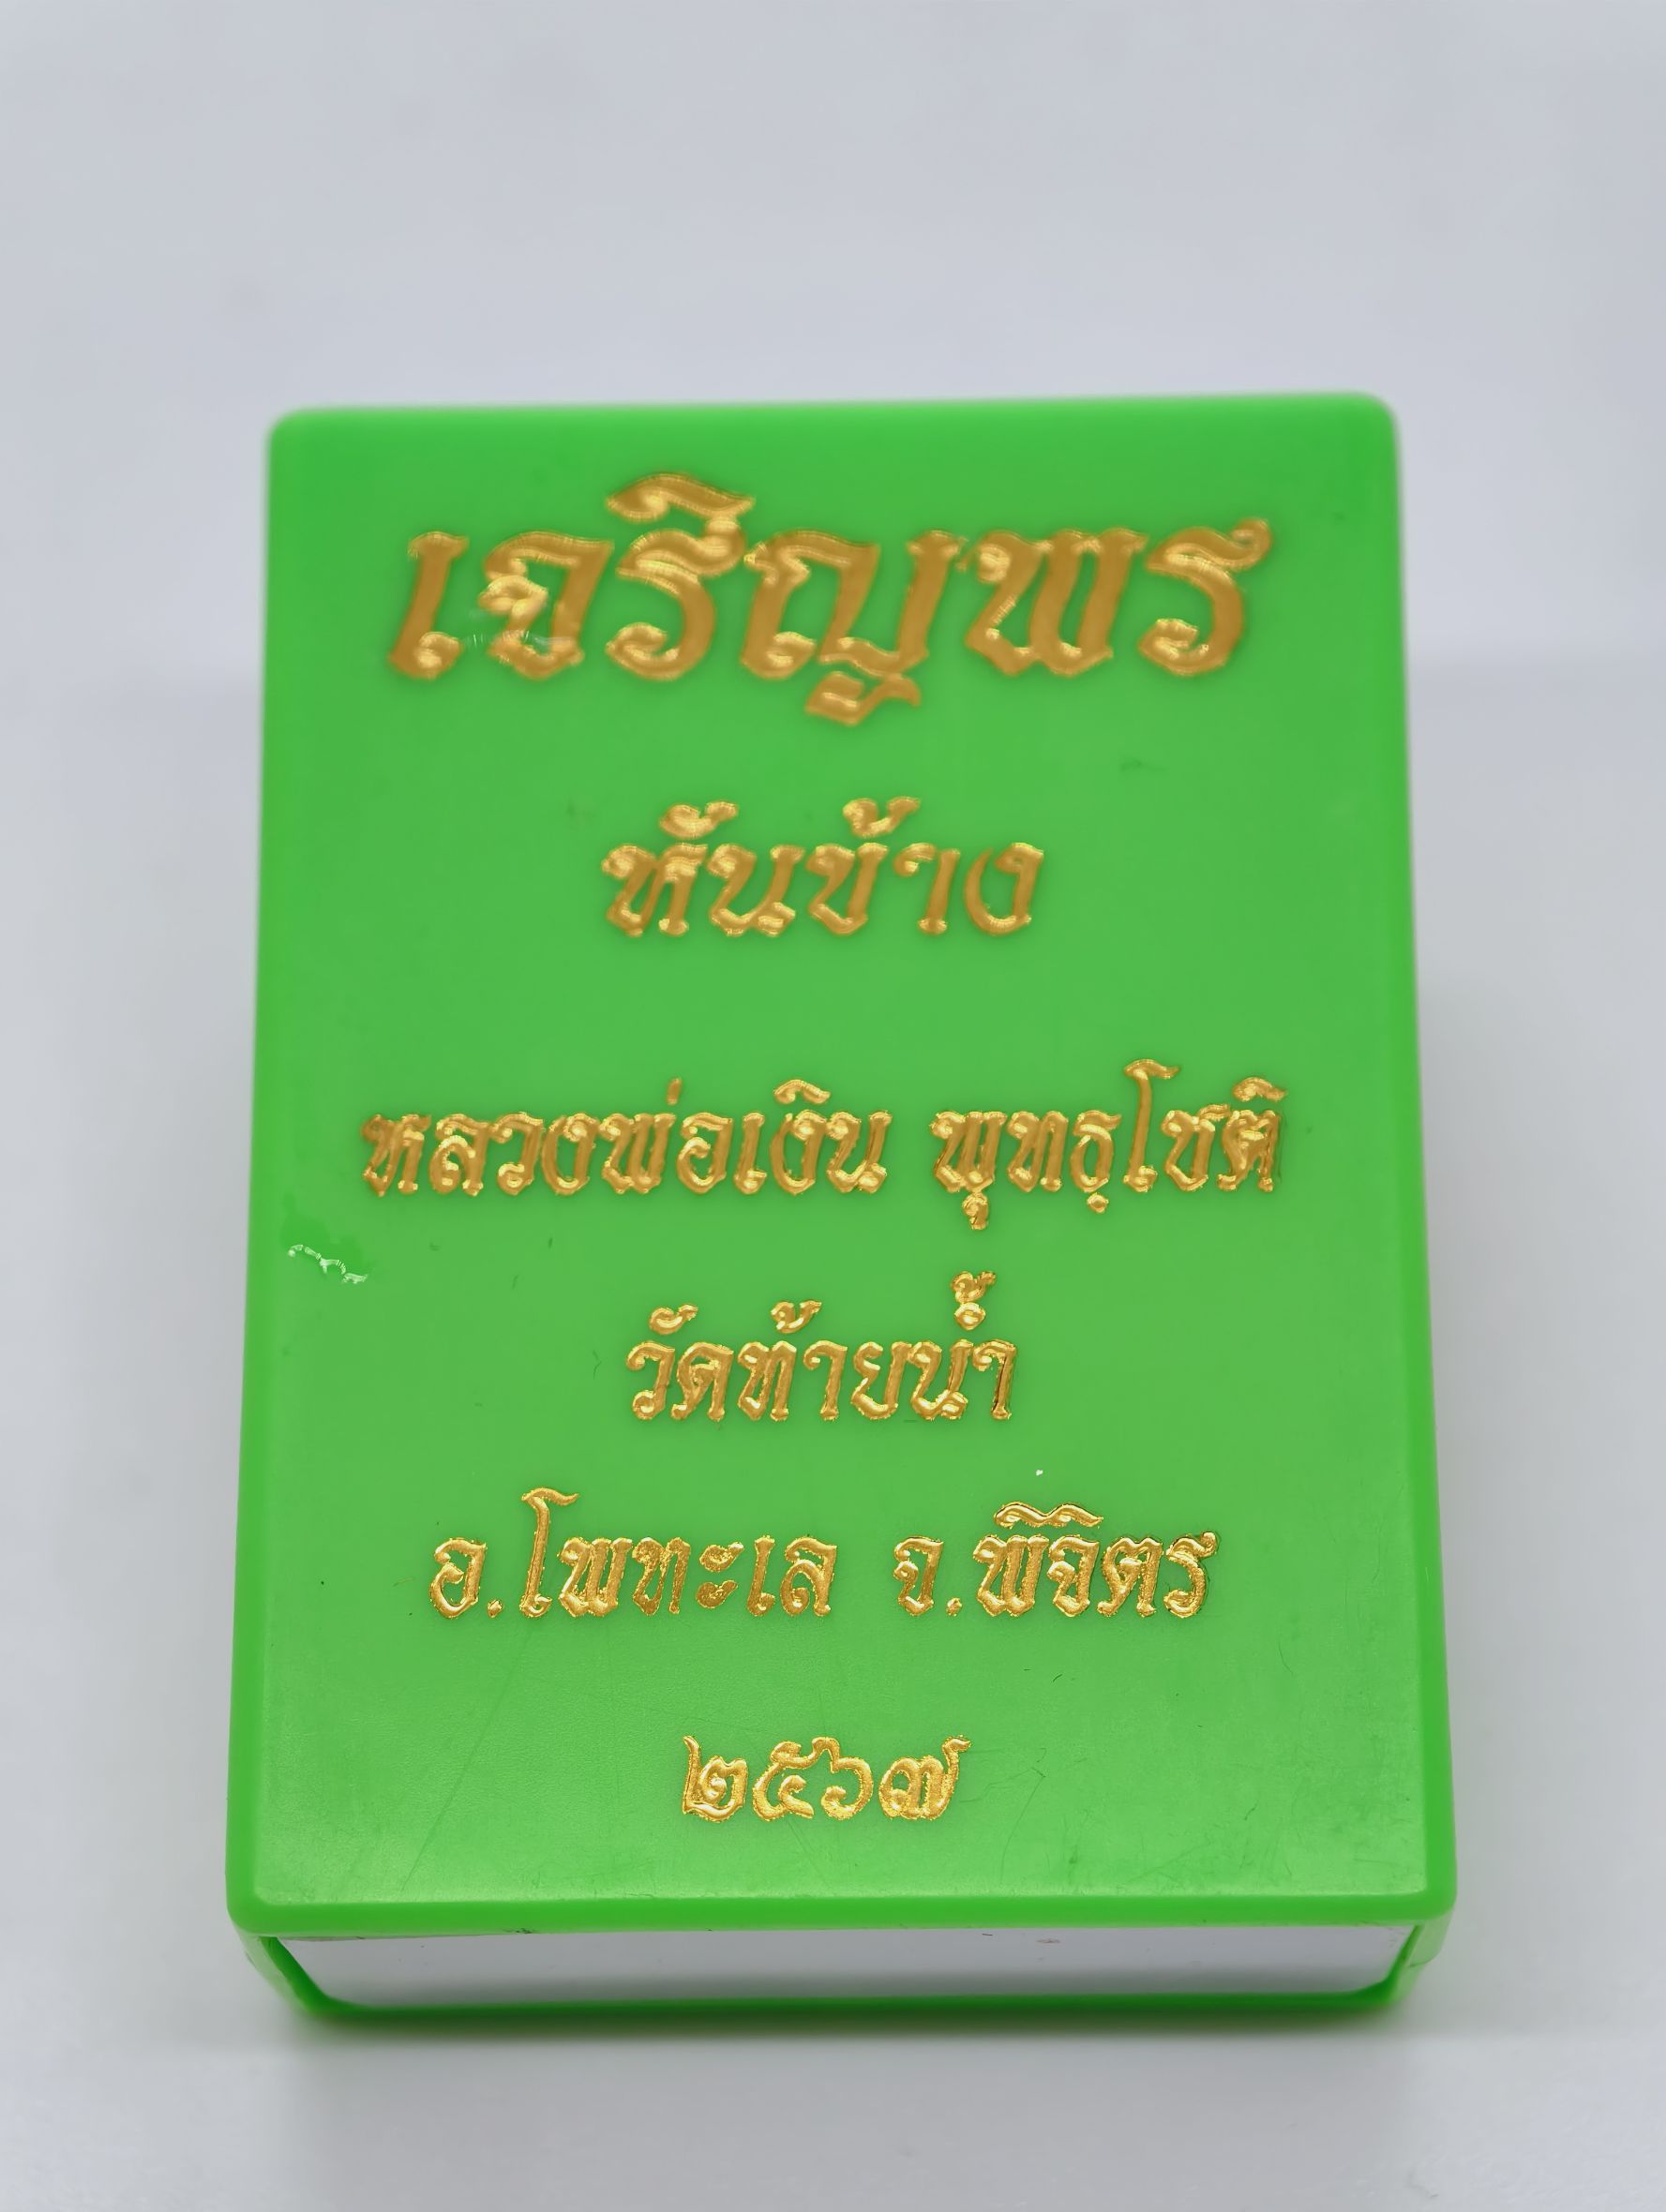 เจริญพร
หันข้าง
หลวงพ่อเงิน พุทธฺโชติ
วัดท้ายน้ำ
อ.โพทะเล จ.พิจิตร
๒๕๖๗